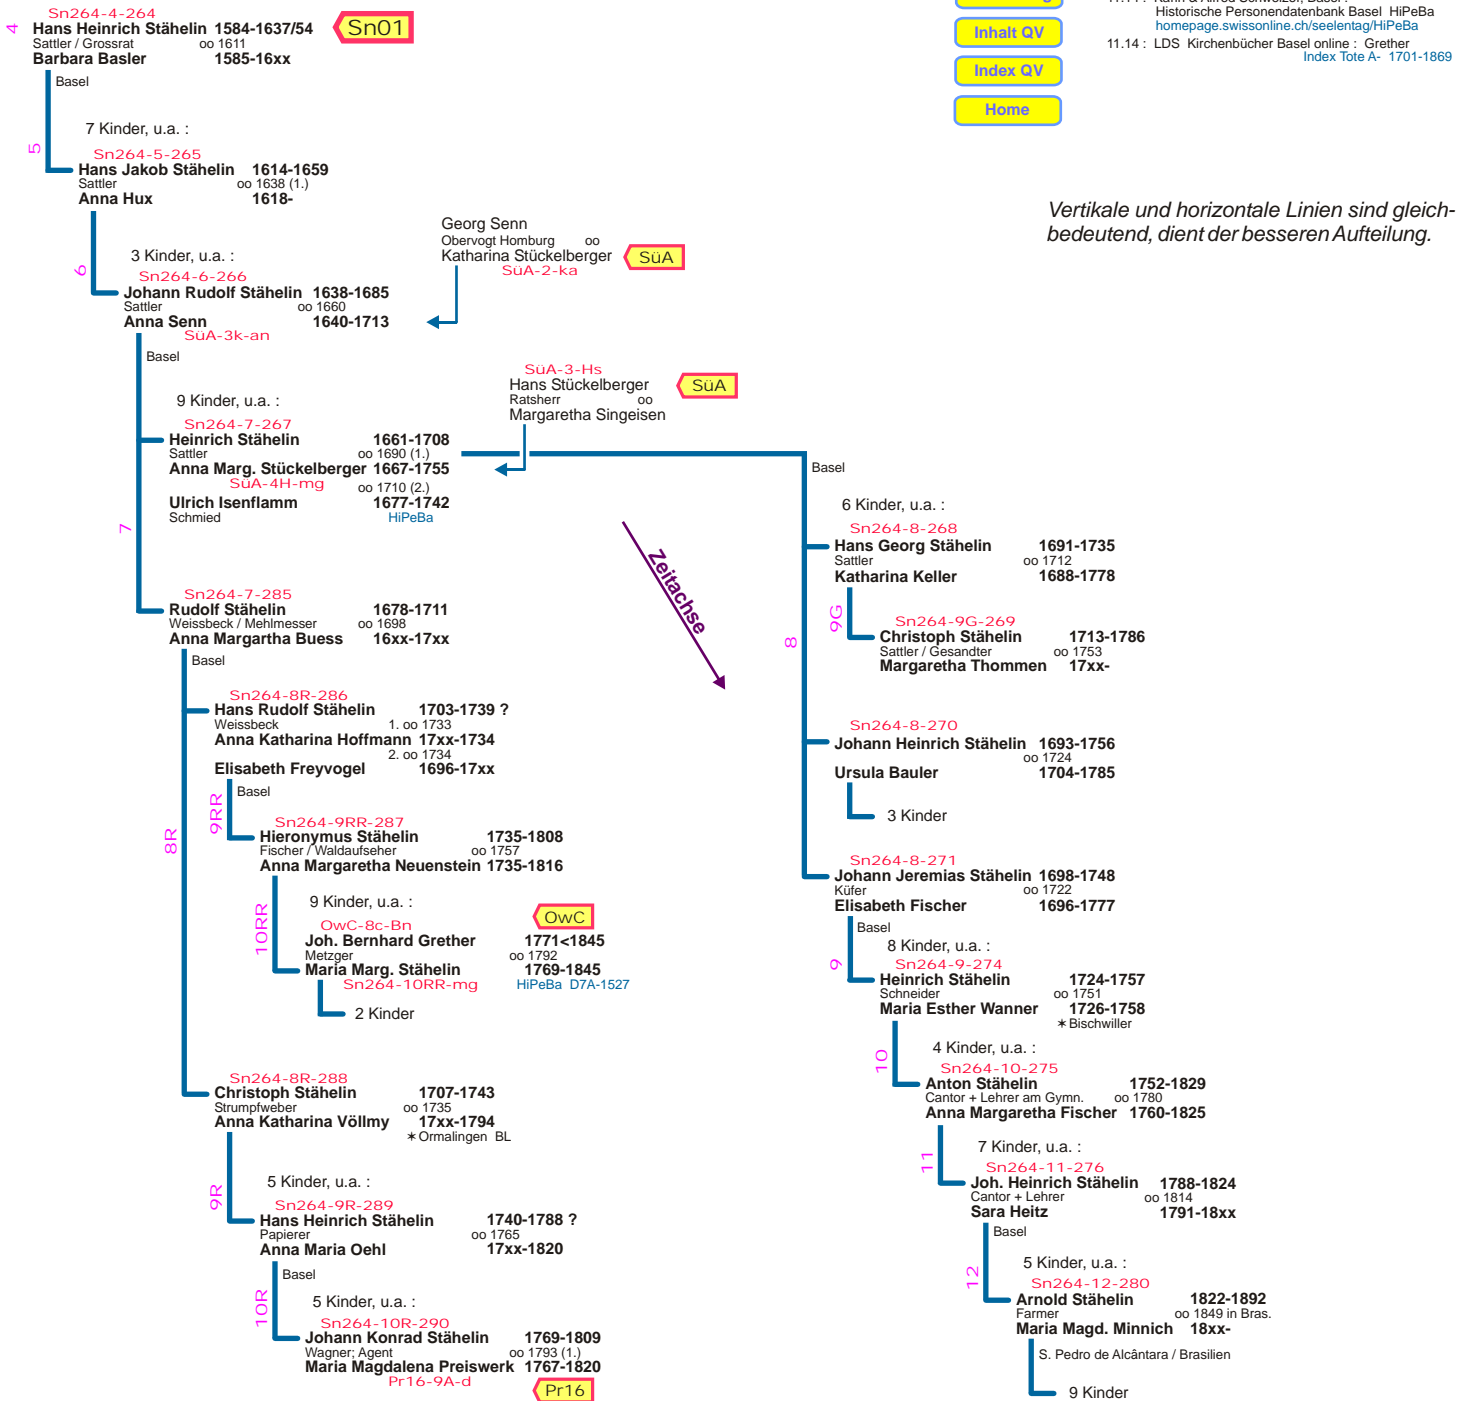 Sn264-4-264
4
Hans Heinrich Stähelin 1584-1637/54
Sn01
Sattler / Grossrat oo 1611
Barbara Basler 1585-16xx
Basel
7 Kinder, u.a. :
5
Sn264-5-265
Hans Jakob Stähelin 1614-1659
Sattler oo 1638 (1.)
Anna Hux 1618-
3 Kinder, u.a. :
6
Sn264-6-266
Johann Rudolf Stähelin 1638-1685
Sattler oo 1660
Anna Senn 1640-1713
SüA-3k-an
Basel
Georg Senn
Obervogt Homburg oo
Katharina Stückelberger
SüA
SüA-2-ka
9 Kinder, u.a. :
7
Sn264-7-267
Heinrich Stähelin 1661-1708
Sattler oo 1690 (1.)
Anna Marg. Stückelberger 1667-1755
SüA-4H-mg oo 1710 (2.)
Ulrich Isenflamm 1677-1742
Schmied HiPeBa
SüA-3-Hs
Hans Stückelberger
SüA
Ratsherr oo
Margaretha Singeisen
Sn264-7-285
Rudolf Stähelin 1678-1711
Weissbeck / Mehlmesser oo 1698
Anna Margartha Buess 16xx-17xx
Basel
8R
Sn264-8R-286
Hans Rudolf Stähelin 1703-1739 ?
Weissbeck 1. oo 1733
Anna Katharina Hoffmann 17xx-1734
2. oo 1734
Elisabeth Freyvogel 1696-17xx
Basel
9RR
Sn264-9RR-287
Hieronymus Stähelin 1735-1808
Fischer / Waldaufseher oo 1757
Anna Margaretha Neuenstein 1735-1816
9 Kinder, u.a. :
10RR
OwC
OwC-8c-Bn
Joh. Bernhard Grether 1771<1845
Metzger oo 1792
Maria Marg. Stähelin 1769-1845
Sn264-10RR-mg HiPeBa D7A-1527
2 Kinder
Sn264-8R-288
Christoph Stähelin 1707-1743
Strumpfweber oo 1735
Anna Katharina Völlmy 17xx-1794
✶Ormalingen BL
5 Kinder, u.a. :
9R
Sn264-9R-289
Hans Heinrich Stähelin 1740-1788 ?
Papierer oo 1765
Anna Maria Oehl 17xx-1820
Basel
5 Kinder, u.a. :
10R
Sn264-10R-290
Johann Konrad Stähelin 1769-1809
Wagner; Agent oo 1793 (1.)
Maria Magdalena Preiswerk 1767-1820
Pr16-9A-d
Pr16
Zeitachse
Inhalt QV
Index QV
Home
Historische Personendatenbank Basel HiPeBa
homepage.swissonline.ch/seelentag/HiPeBa
11.14 : LDS Kirchenbücher Basel online : Grether
Index Tote A- 1701-1869
Vertikale und horizontale Linien sind gleich-
bedeutend, dient der besseren Aufteilung.
Basel
8
6 Kinder, u.a. :
Sn264-8-268
Hans Georg Stähelin 1691-1735
Sattler oo 1712
Katharina Keller 1688-1778
9G
Sn264-9G-269
Christoph Stähelin 1713-1786
Sattler / Gesandter oo 1753
Margaretha Thommen 17xx-
Sn264-8-270
Johann Heinrich Stähelin 1693-1756
oo 1724
Ursula Bauler 1704-1785
3 Kinder
Sn264-8-271
Johann Jeremias Stähelin 1698-1748
Küfer oo 1722
Elisabeth Fischer 1696-1777
Basel
8 Kinder, u.a. :
9
Sn264-9-274
Heinrich Stähelin 1724-1757
Schneider oo 1751
Maria Esther Wanner 1726-1758
✶Bischwiller
4 Kinder, u.a. :
10
Sn264-10-275
Anton Stähelin 1752-1829
Cantor + Lehrer am Gymn. oo 1780
Anna Margaretha Fischer 1760-1825
7 Kinder, u.a. :
11
Sn264-11-276
Joh. Heinrich Stähelin 1788-1824
Cantor + Lehrer oo 1814
Sara Heitz 1791-18xx
Basel
5 Kinder, u.a. :
12
Sn264-12-280
Arnold Stähelin 1822-1892
Farmer oo 1849 in Bras.
Maria Magd. Minnich 18xx-
S. Pedro de Alcântara / Brasilien
9 Kinder